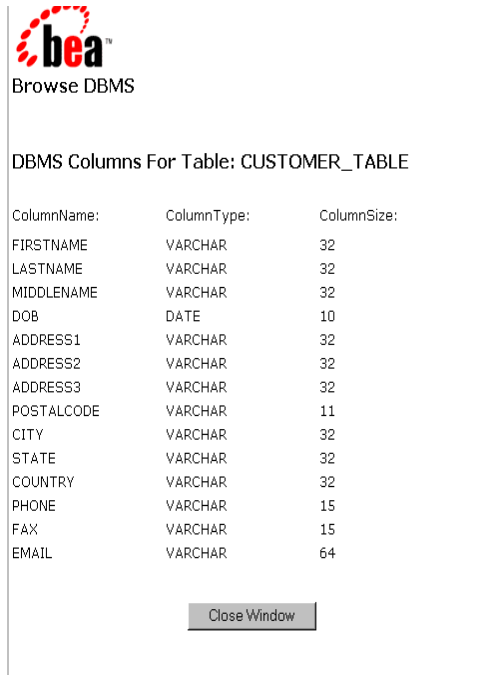 bea™
Browse DBMS
DBMS Columns For Table: CUSTOMER_TABLE
ColumnName: ColumnType: ColumnSize:
FIRSTNAME VARCHAR 32
LASTNAME VARCHAR 32
MIDDLENAME VARCHAR 32
DOB DATE 10
ADDRESS1 VARCHAR 32
ADDRESS2 VARCHAR 32
ADDRESS3 VARCHAR 32
POSTALCODE VARCHAR 11
CITY VARCHAR 32
STATE VARCHAR 32
COUNTRY VARCHAR 32
PHONE VARCHAR 15
FAX VARCHAR 15
EMAIL VARCHAR 64
Close Window